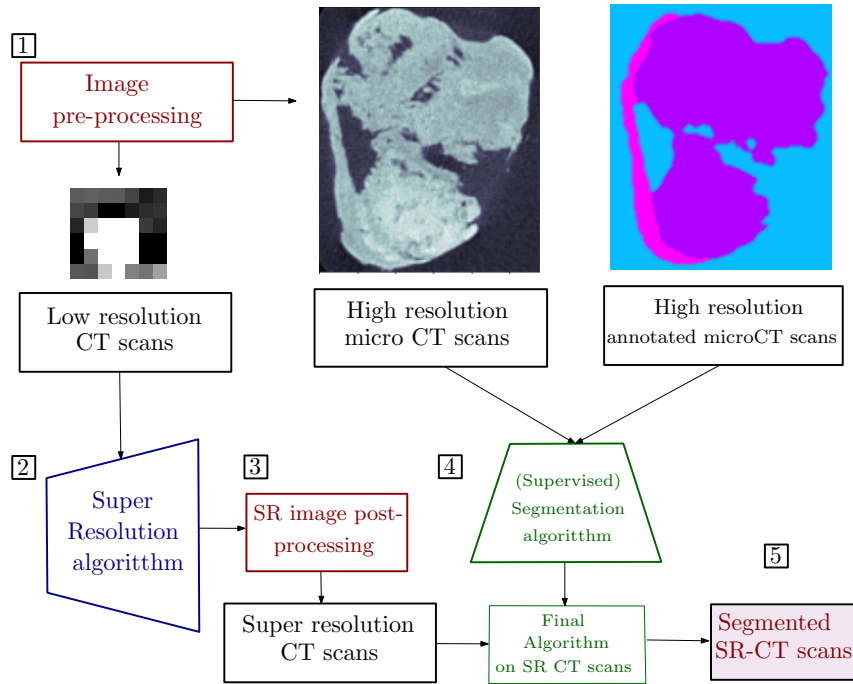 1
Image
pre-processing
Low resolution
CT scans
High resolution
micro CT scans
High resolution
annotated microCT scans
2
Super
Resolution
algoritthm
3
SR image post-
processing
Super resolution
CT scans
4
(Supervised)
Segmentation
algoritthm
Final
Algorithm
on SR CT scans
5
Segmented
SR-CT scans